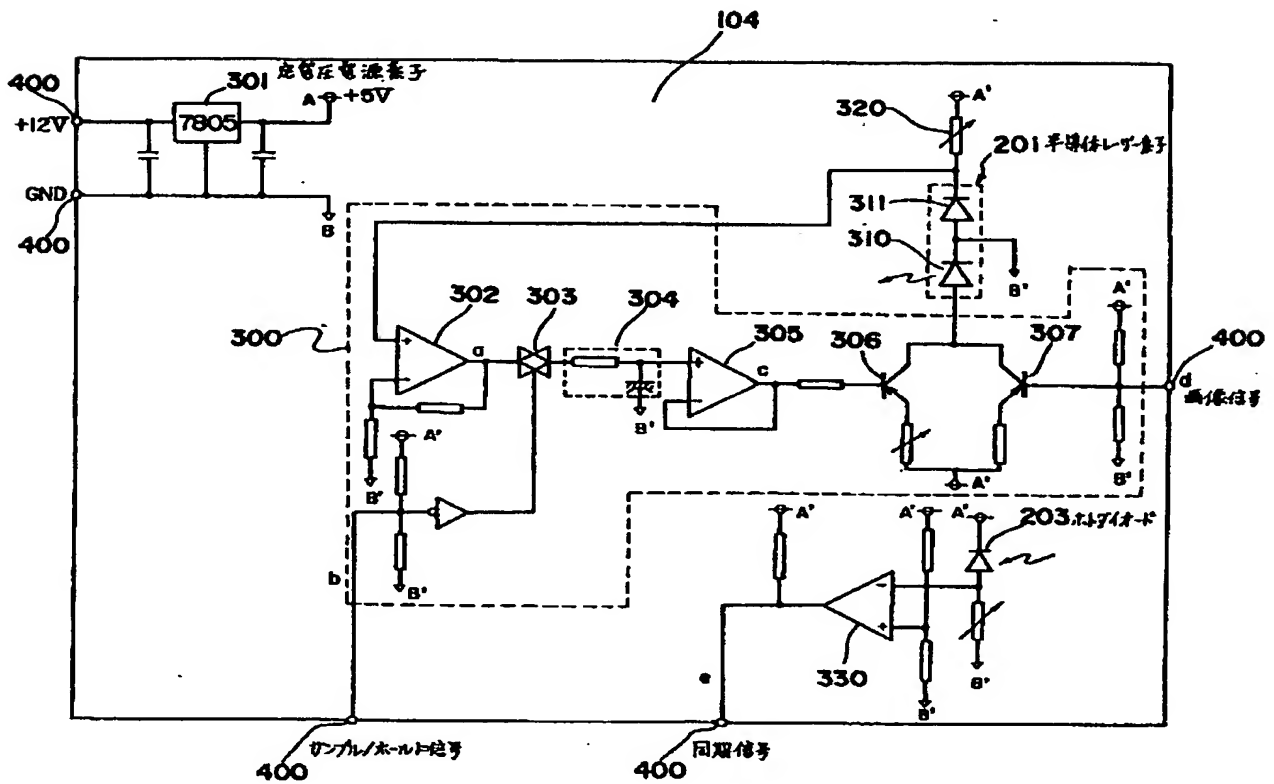 104
400
+12V
301
定電圧電源素子
7805
A +5V
GND
400
B
A'
320
201 半導体レーザー素子
311
310
B'
300
302
303
304
305
306
307
A'
400
a
c
d
画像信号
B'
B'
A'
A'
B'
B'
b
A'
A' A'
203 ホトダイオード
330
e
B'
B'
400
サンプル/ホールド信号
400
同期信号